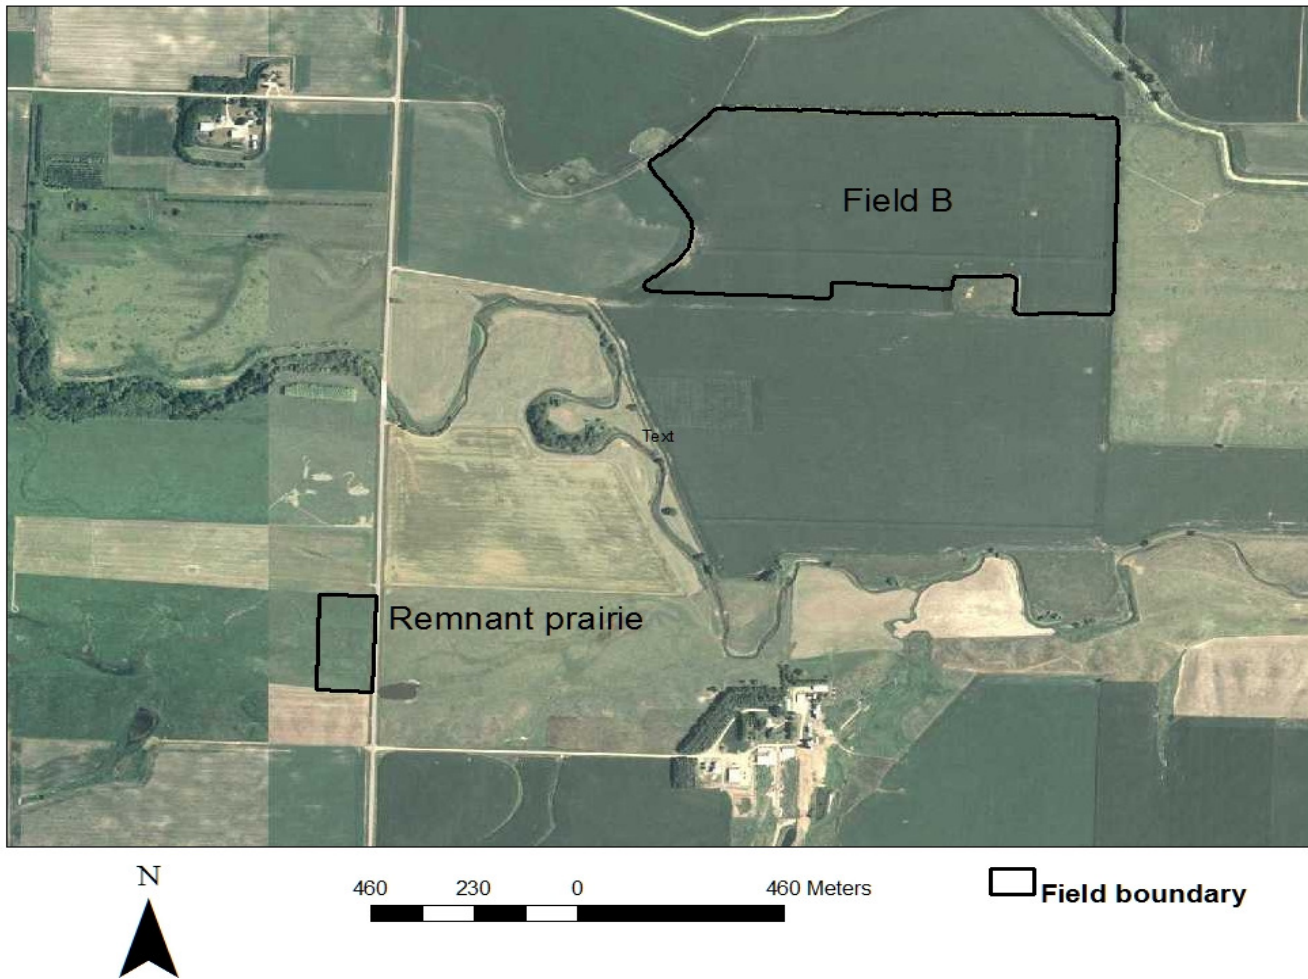 Field B
Text
Remnant prairie
N
460 230 0 460 Meters
Field boundary